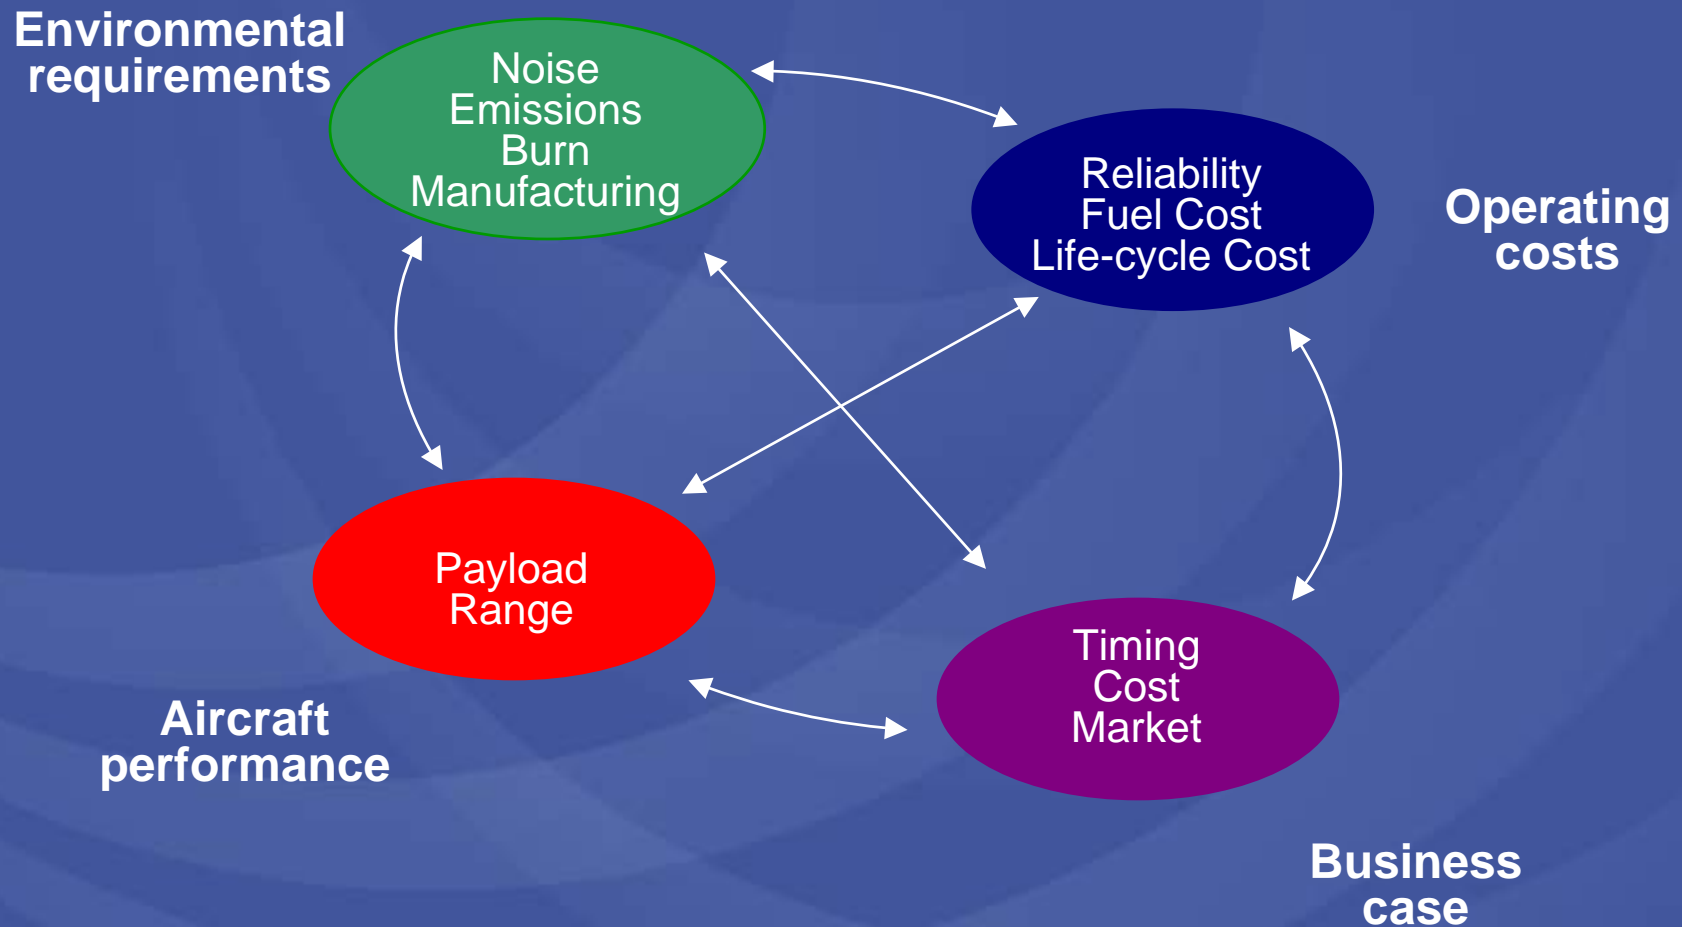 Environmental
requirements
Noise
Emissions
Burn
Manufacturing
Reliability
Fuel Cost
Life-cycle Cost
Operating
costs
Payload
Range
Aircraft
performance
Timing
Cost
Market
Business
case